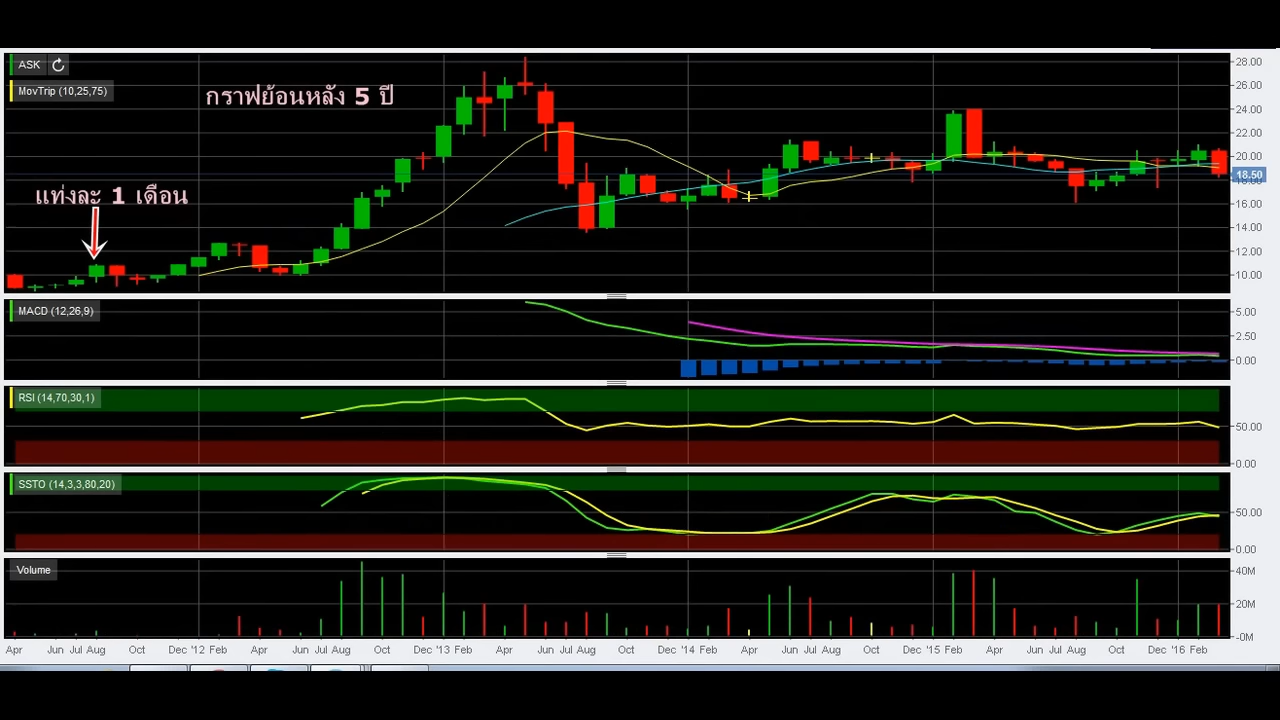 ASK
28.00
MovTrip (10,25,75)
กราฟย้อนหลัง 5 ปี
26.00
24.00
22.00
20.00
แท่งละ 1 เดือน
18.50
18.00
16.00
14.00
12.00
10.00
MACD (12,26,9)
5.00
2.50
0.00
RSI (14,70,30,1)
50.00
0.00
SSTO (14,3,3,80,20)
50.00
0.00
Volume
40M
20M
-0M
Apr Jun Jul Aug Oct Dec '12 Feb Apr Jun Jul Aug Oct Dec '13 Feb Apr Jun Jul Aug Oct Dec '14 Feb Apr Jun Jul Aug Oct Dec '15 Feb Apr Jun Jul Aug Oct Dec '16 Feb